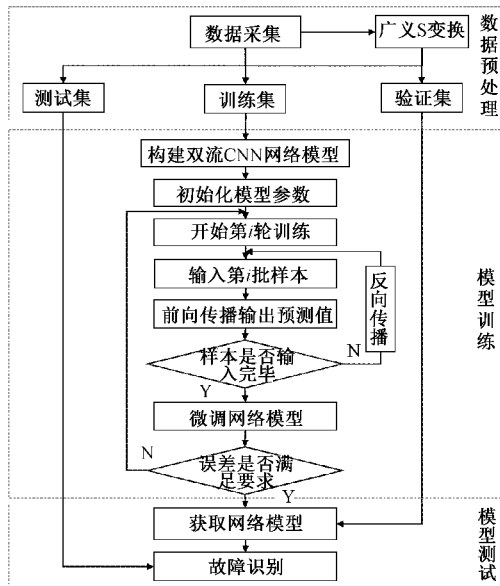 数据采集
广义S变换
数据预处理
测试集
训练集
验证集
构建双流CNN网络模型
初始化模型参数
开始第i轮训练
输入第i批样本
反向传播
前向传播输出预测值
模型训练
样本是否输
入完毕
N
Y
微调网络模型
N
误差是否满
足要求
Y
获取网络模型
模型测试
故障识别